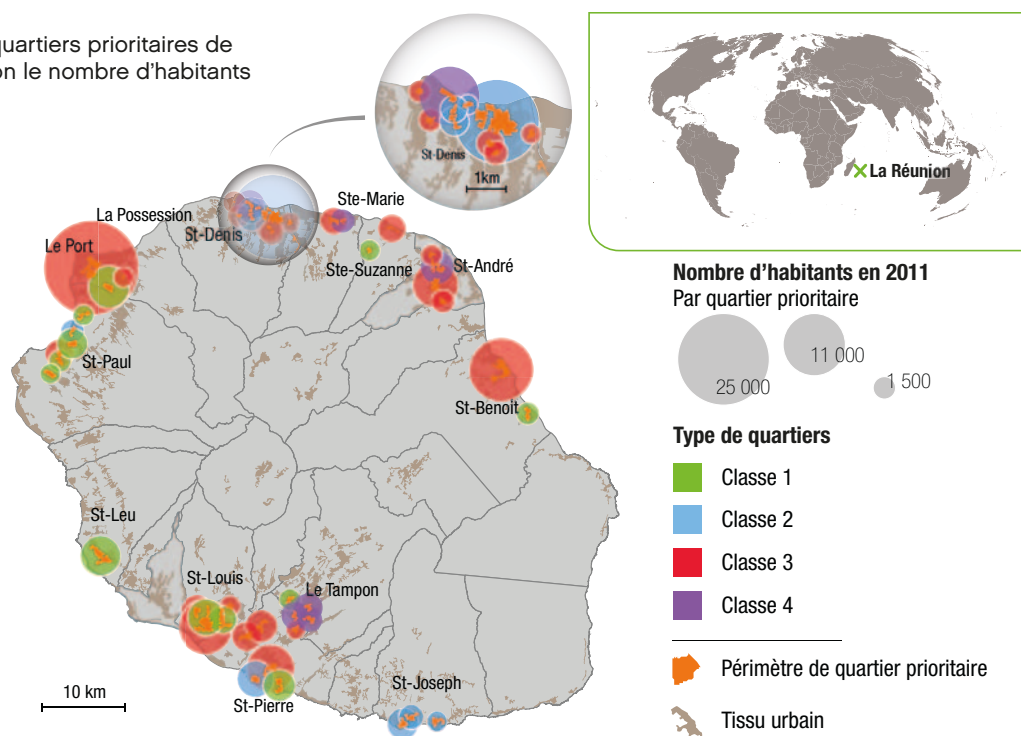 quartiers prioritaires de
on le nombre d'habitants
St-Denis
1km
La Réunion
Ste-Marie
La Possession
St-Denis
Le Port
Ste-Suzanne
St-André
St-Paul
St-Benoit
St-Leu
St-Louis
Le Tampon
St-Joseph
St-Pierre
10 km
Nombre d'habitants en 2011
Par quartier prioritaire
25 000
11 000
1 500
Type de quartiers
Classe 1
Classe 2
Classe 3
Classe 4
Périmètre de quartier prioritaire
Tissu urbain